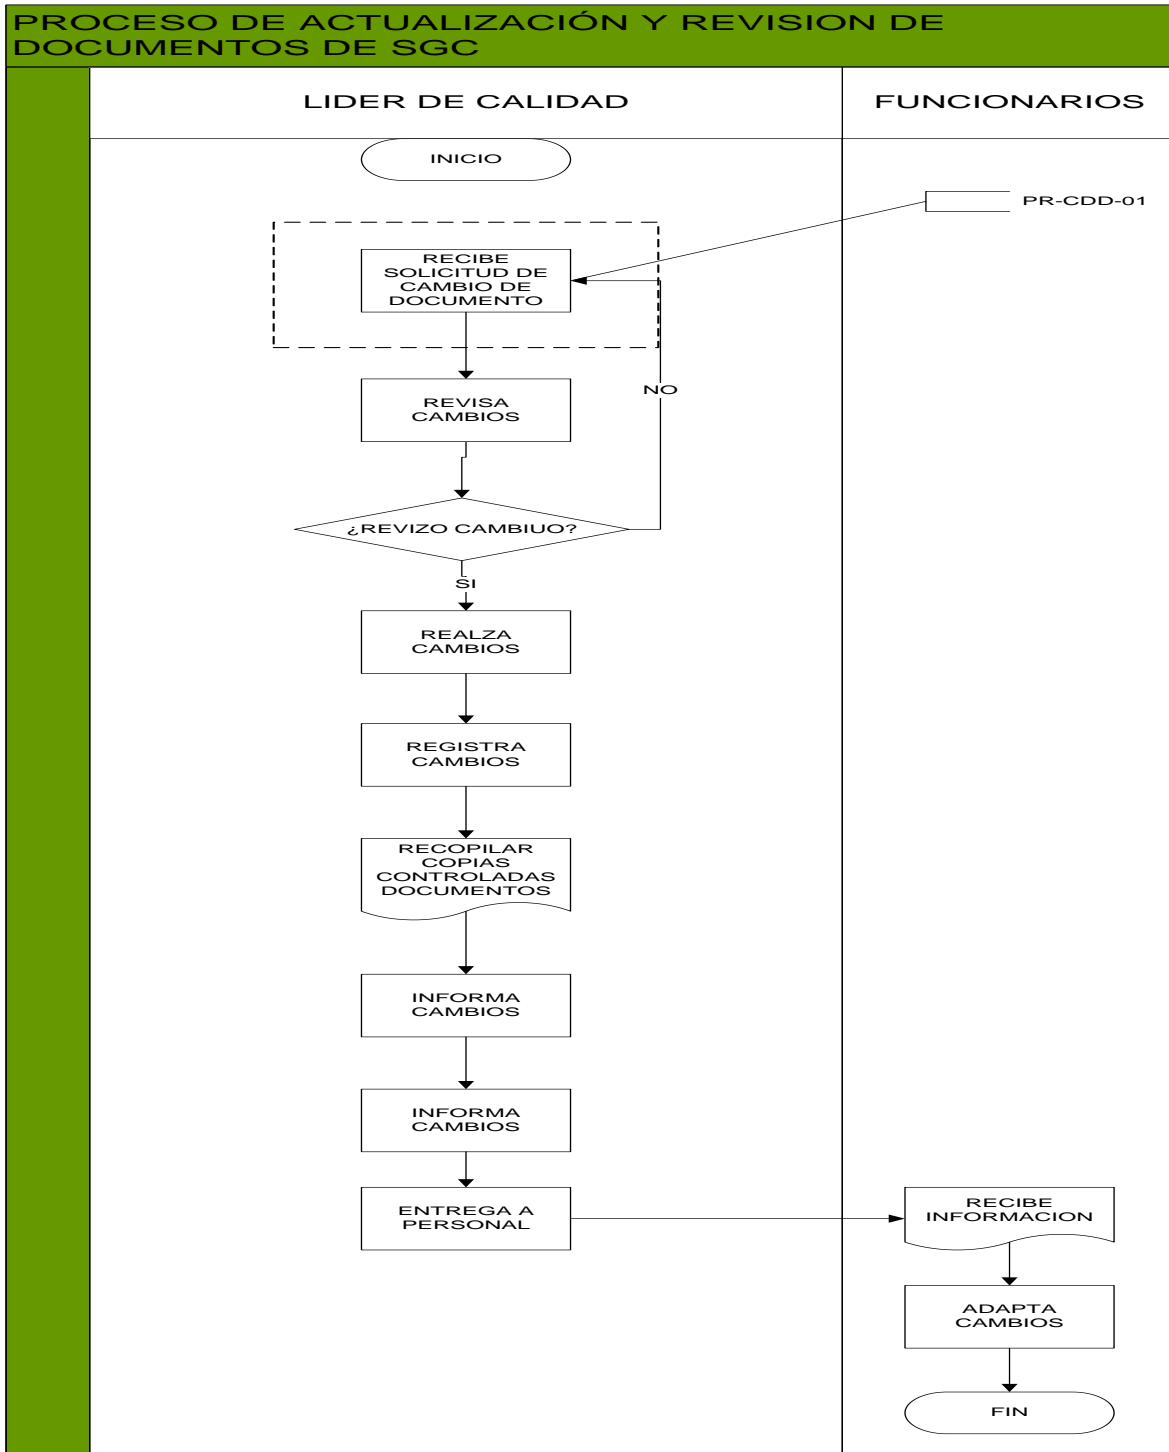 PROCESO DE ACTUALIZACIÓN Y REVISION DE
DOCUMENTOS DE SGC
LIDER DE CALIDAD
FUNCIONARIOS
INICIO
PR-CDD-01
RECIBE
SOLICITUD DE
CAMBIO DE
DOCUMENTO
REVISA
CAMBIOS
NO
¿REVIZO CAMBIUO?
SI
REALZA
CAMBIOS
REGISTRA
CAMBIOS
RECOPILAR
COPIAS
CONTROLADAS
DOCUMENTOS
INFORMA
CAMBIOS
INFORMA
CAMBIOS
ENTREGA A
PERSONAL
RECIBE
INFORMACION
ADAPTA
CAMBIOS
FIN